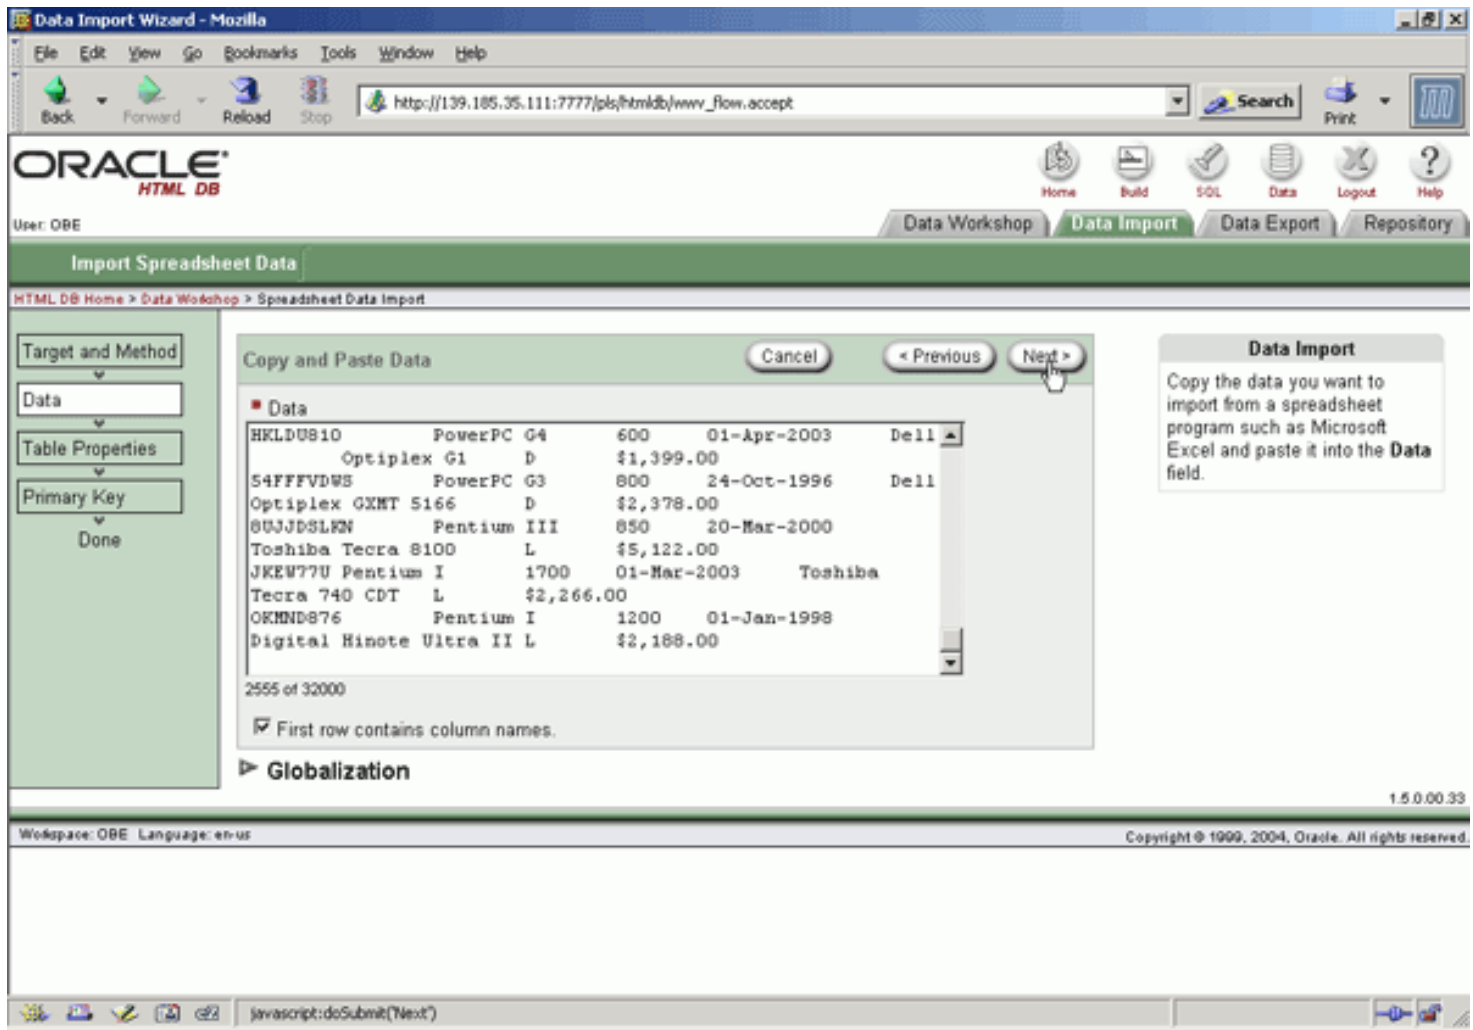 Data Import Wizard - Mozilla
File Edit View Go Bookmarks Tools Window Help
Back Forward Reload Stop http://139.185.35.111:7777/pls/htmldb/wwv_flow.accept Search Print
ORACLE
HTML DB
Home Build SQL Data Logout Help
User: OBE
Data Workshop Data Import Data Export Repository
Import Spreadsheet Data
HTML DB Home > Data Workshop > Spreadsheet Data Import
Target and Method
Data
Table Properties
Primary Key
Done
Copy and Paste Data Cancel < Previous Next >
Data
HKLDU810 PowerPC G4 600 01-Apr-2003 Dell
Optiplex G1 D $1,399.00
S4FFFVDWS PowerPC G3 800 24-Oct-1996 Dell
Optiplex GXMT 5166 D $2,378.00
8UJJDSLKN Pentium III 850 20-Mar-2000
Toshiba Tecra 8100 L $5,122.00
JKEW77U Pentium I 1700 01-Mar-2003 Toshiba
Tecra 740 CDT L $2,266.00
OKMND876 Pentium I 1200 01-Jan-1998
Digital Hinote Ultra II L $2,188.00
2555 of 32000
First row contains column names.
Globalization
Data Import
Copy the data you want to
import from a spreadsheet
program such as Microsoft
Excel and paste it into the Data
field.
1.5.0.00.33
Workspace: OBE Language: en-us
Copyright © 1999, 2004, Oracle. All rights reserved.
javascript:doSubmit('Next')